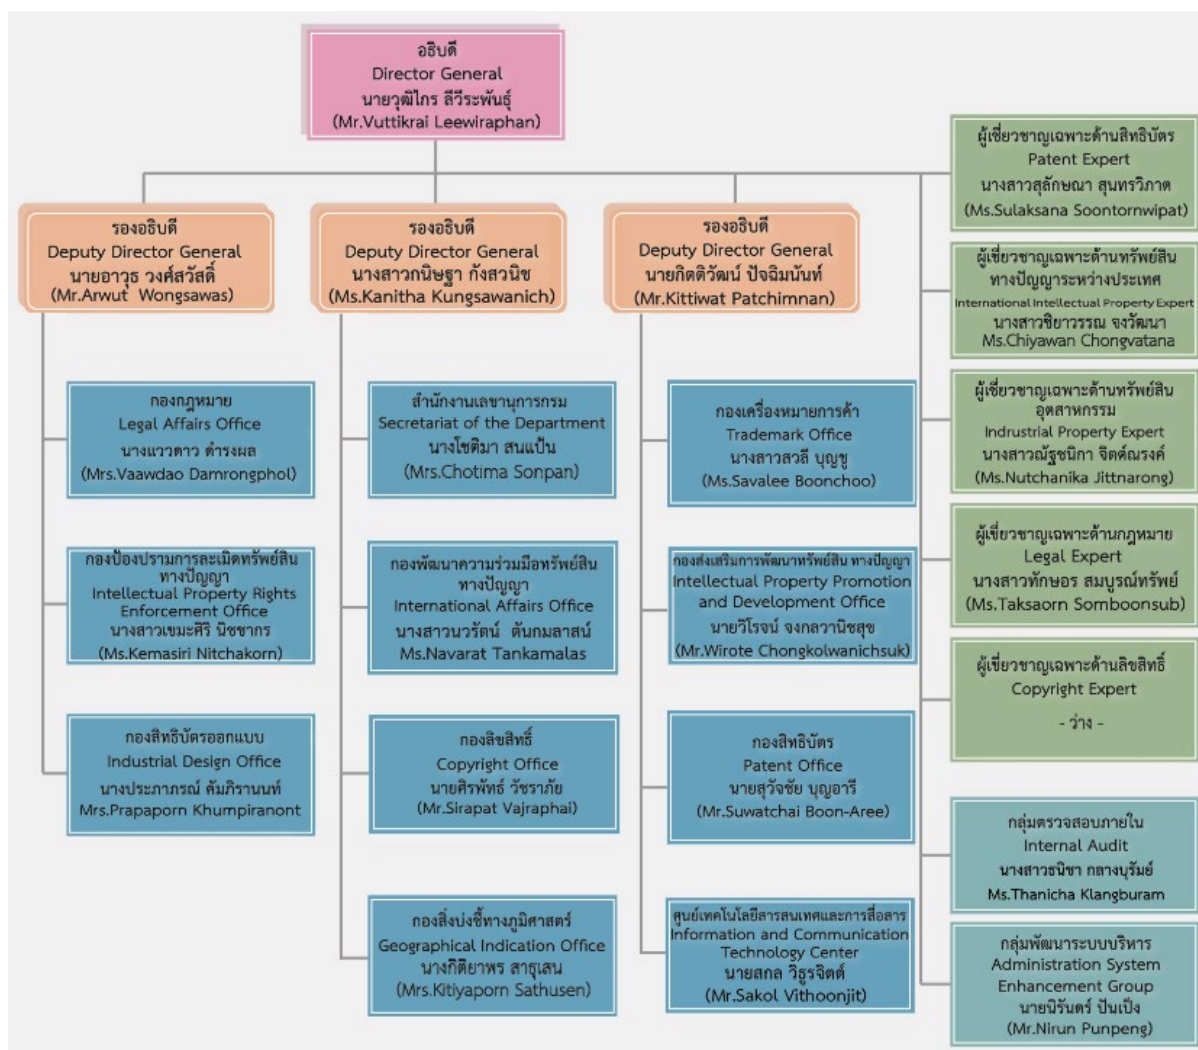 อธิบดี
Director General
นายวุฒิไกร ลีวีระพันธุ์
(Mr.Vuttikrai Leewiraphan)
รองอธิบดี
Deputy Director General
นายอาวุธ วงศ์สวัสดิ์
(Mr.Arwut Wongsawas)
รองอธิบดี
Deputy Director General
นางสาวกนิษฐา กังสวนิช
(Ms.Kanitha Kungsawanich)
รองอธิบดี
Deputy Director General
นายกิตติวัฒน์ ปัจฉิมนันท์
(Mr.Kittiwat Patchimnan)
กองกฎหมาย
Legal Affairs Office
นางแววดาว ดำรงผล
(Mrs.Vaawdao Damrongphol)
กองป้องปรามการละเมิดทรัพย์สิน
ทางปัญญา
Intellectual Property Rights
Enforcement Office
นางสาวเขมะศิริ นิชชากร
(Ms.Kemasiri Nitchakorn)
กองสิทธิบัตรออกแบบ
Industrial Design Office
นางประภาภรณ์ คัมภิรานนท์
Mrs.Prapaporn Khumpiranont
สำนักงานเลขานุการกรม
Secretariat of the Department
นางโชติมา สนแป้น
(Mrs.Chotima Sonpan)
กองพัฒนาความร่วมมือทรัพย์สิน
ทางปัญญา
International Affairs Office
นางสาวนวรัตน์ ตันกมลาสน์
Ms.Navarat Tankamalas
กองลิขสิทธิ์
Copyright Office
นายศิรพัทธ์ วัชราภัย
(Mr.Sirapat Vajraphai)
กองสิ่งบ่งชี้ทางภูมิศาสตร์
Geographical Indication Office
นางกิติยาพร สาธุเสน
(Mrs.Kitiyaporn Sathusen)
กองเครื่องหมายการค้า
Trademark Office
นางสาวสวลี บุญชู
(Ms.Savalee Boonchoo)
กองส่งเสริมการพัฒนาทรัพย์สิน ทางปัญญา
Intellectual Property Promotion
and Development Office
นายวิโรจน์ จงกลวานิชสุข
(Mr.Wirote Chongkolwanichsuk)
กองสิทธิบัตร
Patent Office
นายสุวัจชัย บุญอารี
(Mr.Suwatchai Boon-Aree)
ศูนย์เทคโนโลยีสารสนเทศและการสื่อสาร
Information and Communication
Technology Center
นายสกล วิฐูรจิตต์
(Mr.Sakol Vithoonjit)
ผู้เชี่ยวชาญเฉพาะด้านสิทธิบัตร
Patent Expert
นางสาวสุลักษณา สุนทรวิภาต
(Ms.Sulaksana Soontornwipat)
ผู้เชี่ยวชาญเฉพาะด้านทรัพย์สิน
ทางปัญญาระหว่างประเทศ
International Intellectual Property Expert
นางสาวชิยาวรรณ จงวัฒนา
Ms.Chiyawan Chongvatana
ผู้เชี่ยวชาญเฉพาะด้านทรัพย์สิน
อุตสาหกรรม
Indrustrial Property Expert
นางสาวณัฐชนิกา จิตต์ณรงค์
(Ms.Nutchanika Jittnarong)
ผู้เชี่ยวชาญเฉพาะด้านกฎหมาย
Legal Expert
นางสาวทักษอร สมบูรณ์ทรัพย์
(Ms.Taksaorn Somboonsub)
ผู้เชี่ยวชาญเฉพาะด้านลิขสิทธิ์
Copyright Expert
- ว่าง -
กลุ่มตรวจสอบภายใน
Internal Audit
นางสาวธนิชา กลางบุรัมย์
Ms.Thanicha Klangburam
กลุ่มพัฒนาระบบบริหาร
Administration System
Enhancement Group
นายนิรันดร์ ปันเป็ง
(Mr.Nirun Punpeng)